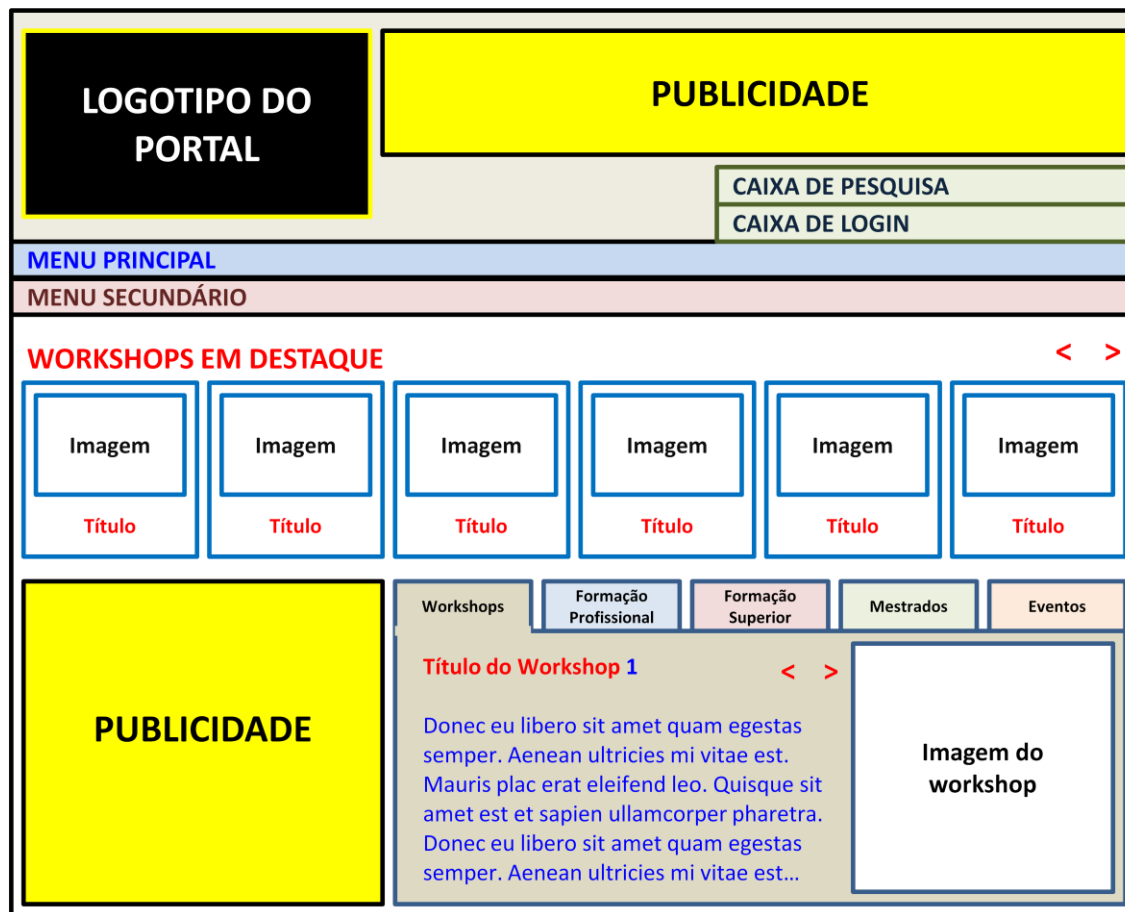 LOGOTIPO DO
PORTAL
PUBLICIDADE
CAIXA DE PESQUISA
CAIXA DE LOGIN
MENU PRINCIPAL
MENU SECUNDÁRIO
WORKSHOPS EM DESTAQUE
< >
Imagem Imagem Imagem Imagem Imagem Imagem
Título Título Título Título Título Título
PUBLICIDADE
Workshops
Formação
Profissional
Formação
Superior
Mestrados
Eventos
Título do Workshop 1
< >
Donec eu libero sit amet quam egestas
semper. Aenean ultricies mi vitae est.
Mauris plac erat eleifend leo. Quisque sit
amet est et sapien ullamcorper pharetra.
Donec eu libero sit amet quam egestas
semper. Aenean ultricies mi vitae est...
Imagem do
workshop